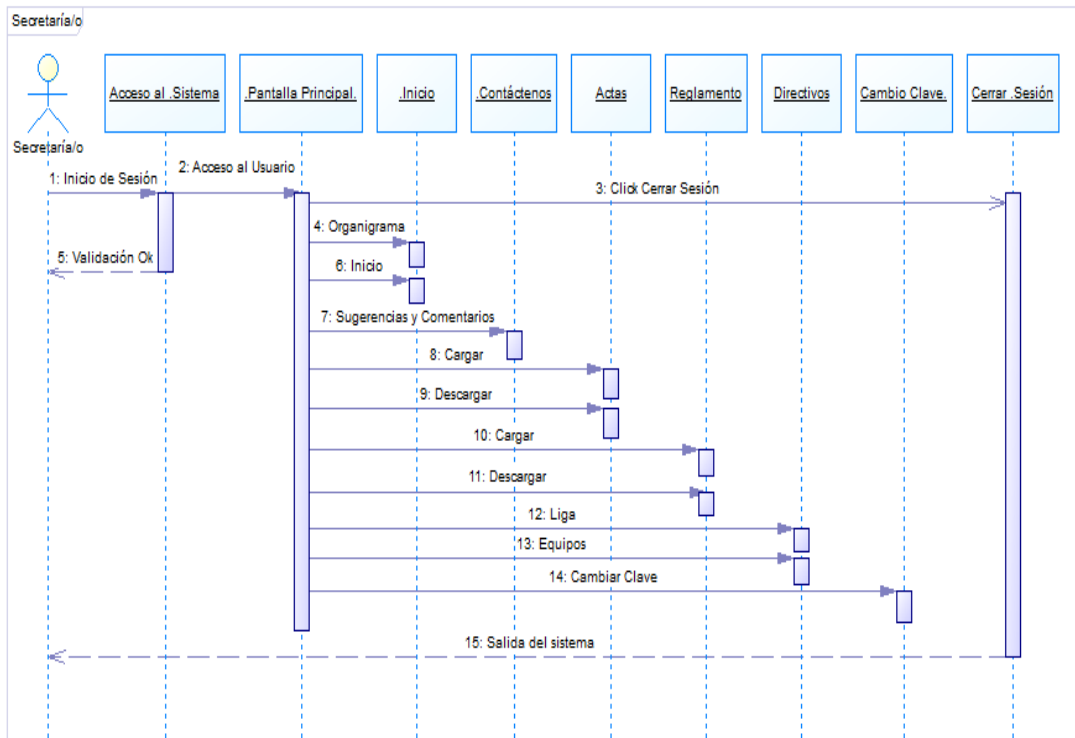 Secretaría/o
Acceso al .Sistema
.Pantalla Principal.
.Inicio
.Contáctenos
Actas
Reglamento
Directivos
Cambio Clave.
Cerrar .Sesión
Secretaría/o
1: Inicio de Sesión
2: Acceso al Usuario
3: Click Cerrar Sesión
4: Organigrama
5: Validación Ok
6: Inicio
7: Sugerencias y Comentarios
8: Cargar
9: Descargar
10: Cargar
11: Descargar
12: Liga
13: Equipos
14: Cambiar Clave
15: Salida del sistema